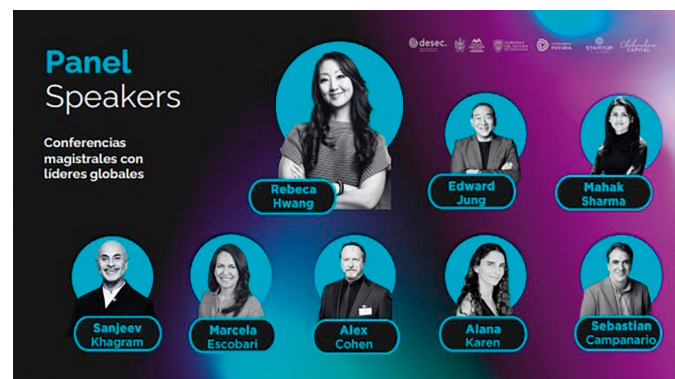 Panel
Speakers
Conferencias
magistrales con
líderes globales
desec.
FUTURA
STARTUP
Chihuahua
CAPITAL
Rebeca
Hwang
Edward
Jung
Mahak
Sharma
Sanjeev
Khagram
Marcela
Escobari
Alex
Cohen
Alana
Karen
Sebastian
Campanario